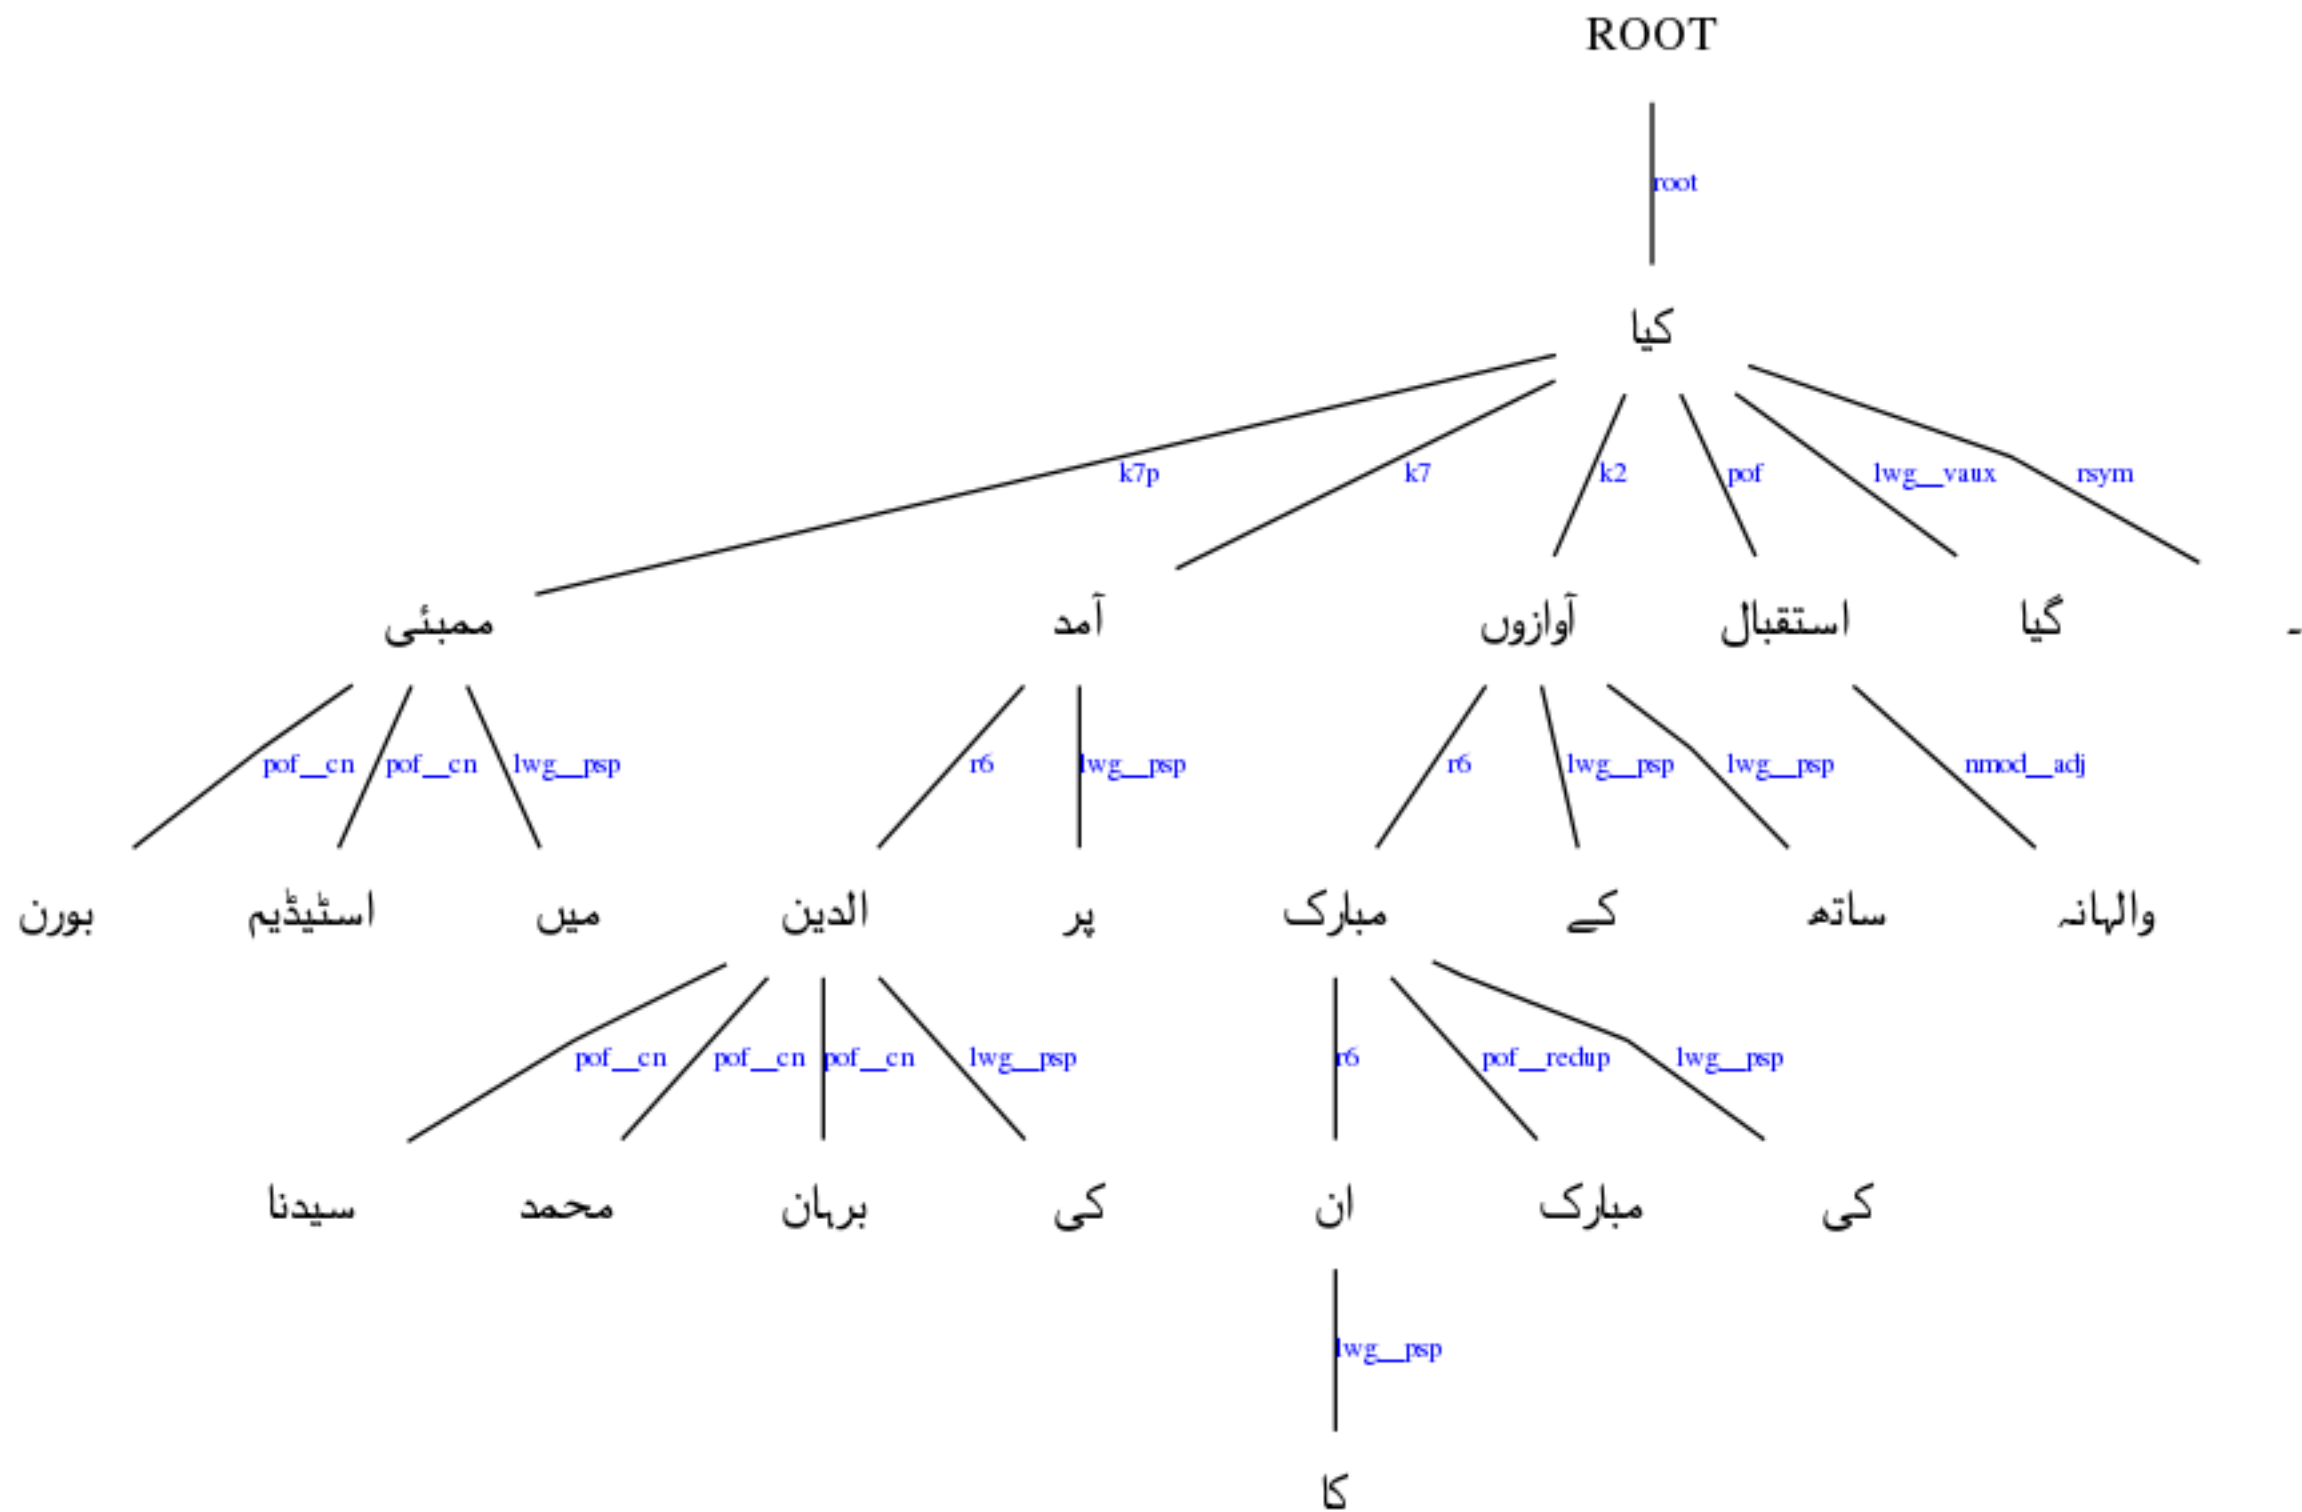 ROOT
root
کیا
k7p k7 k2 pof lwg__vaux rsym
ممبئی آمد آوازوں استقبال گیا ۔
pof__cn pof__cn lwg__psp r6 lwg__psp r6 lwg__psp lwg__psp nmod__adj
بورن اسٹیڈیم میں الدین پر مبارک کے ساتھ والہانہ
pof__cn pof__cn pof__cn lwg__psp r6 pof__redup lwg__psp
سیدنا محمد برہان کی ان مبارک کی
lwg__psp
کا